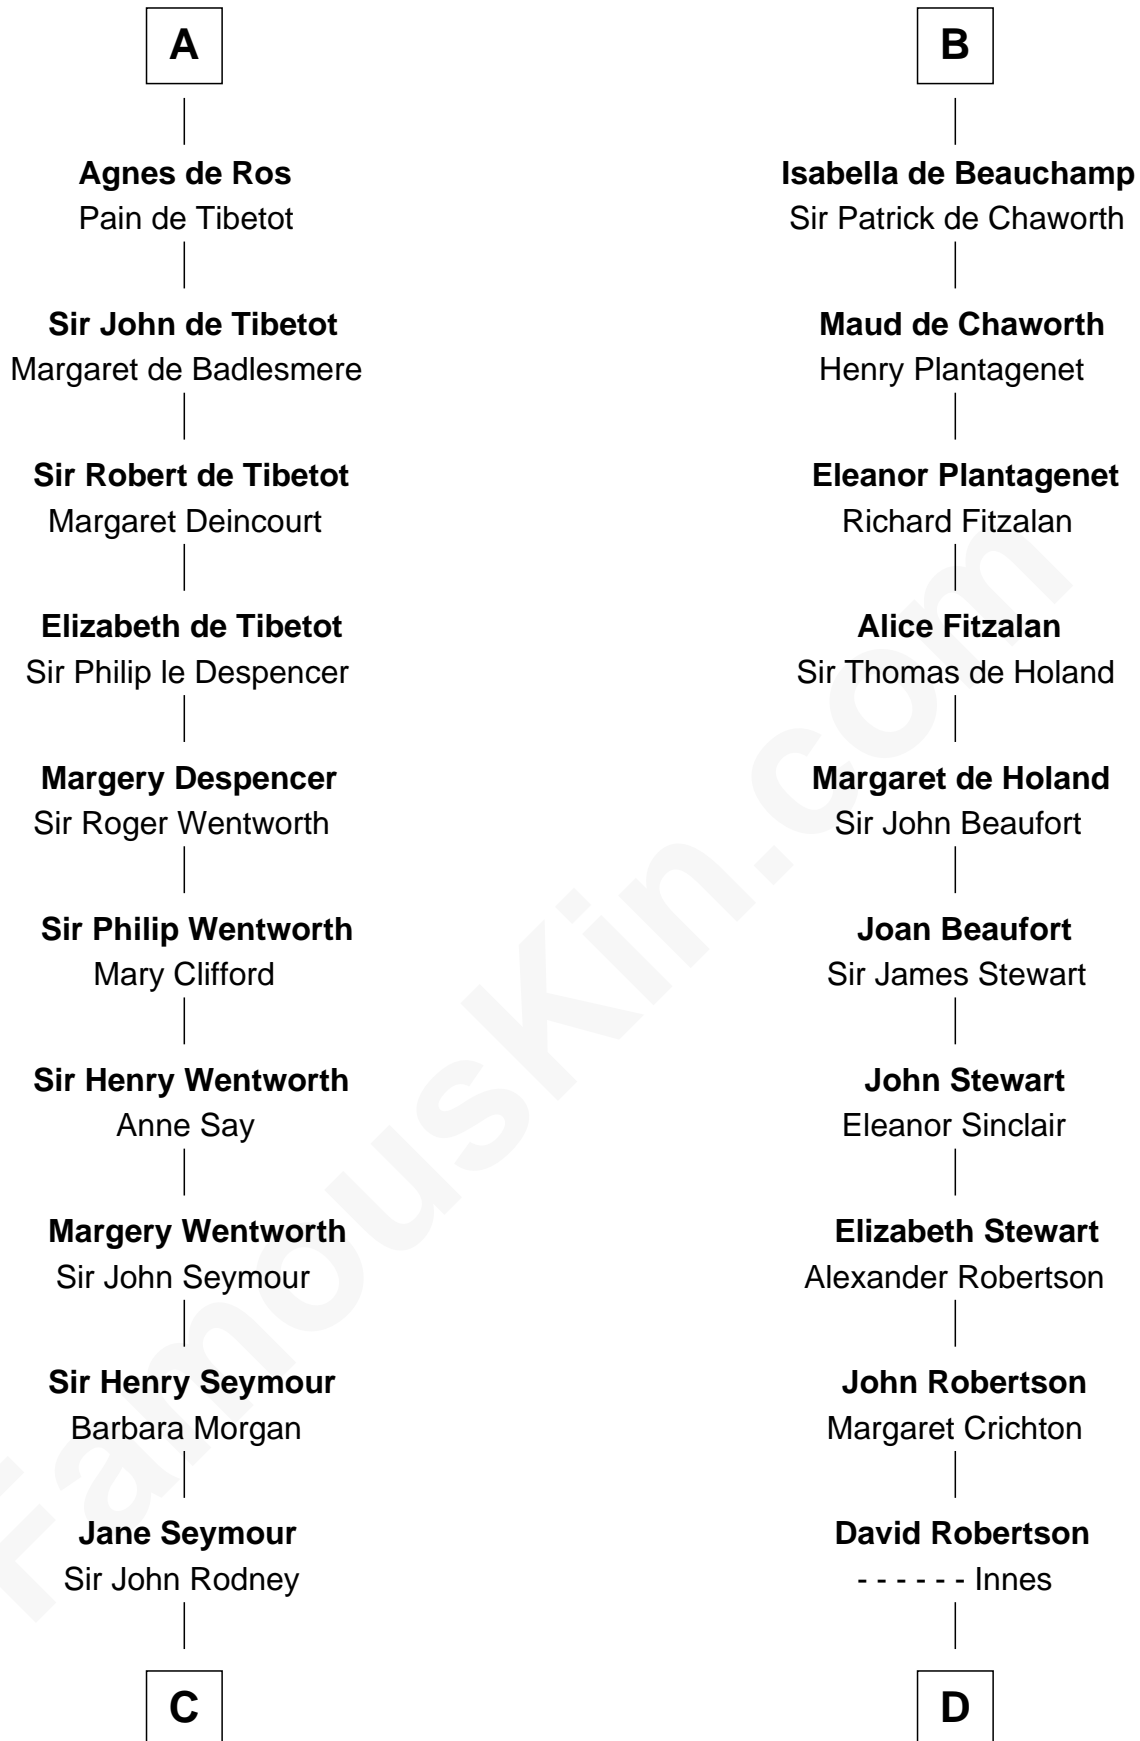 A
Agnes de Ros
Pain de Tibetot
Sir John de Tibetot
Margaret de Badlesmere
Sir Robert de Tibetot
Margaret Deincourt
Elizabeth de Tibetot
Sir Philip le Despencer
Margery Despencer
Sir Roger Wentworth
Sir Philip Wentworth
Mary Clifford
Sir Henry Wentworth
Anne Say
Margery Wentworth
Sir John Seymour
Sir Henry Seymour
Barbara Morgan
Jane Seymour
Sir John Rodney
C
B
Isabella de Beauchamp
Sir Patrick de Chaworth
Maud de Chaworth
Henry Plantagenet
Eleanor Plantagenet
Richard Fitzalan
Alice Fitzalan
Sir Thomas de Holand
Margaret de Holand
Sir John Beaufort
Joan Beaufort
Sir James Stewart
John Stewart
Eleanor Sinclair
Elizabeth Stewart
Alexander Robertson
John Robertson
Margaret Crichton
David Robertson
- - - - - - Innes
D
FamousKin.com